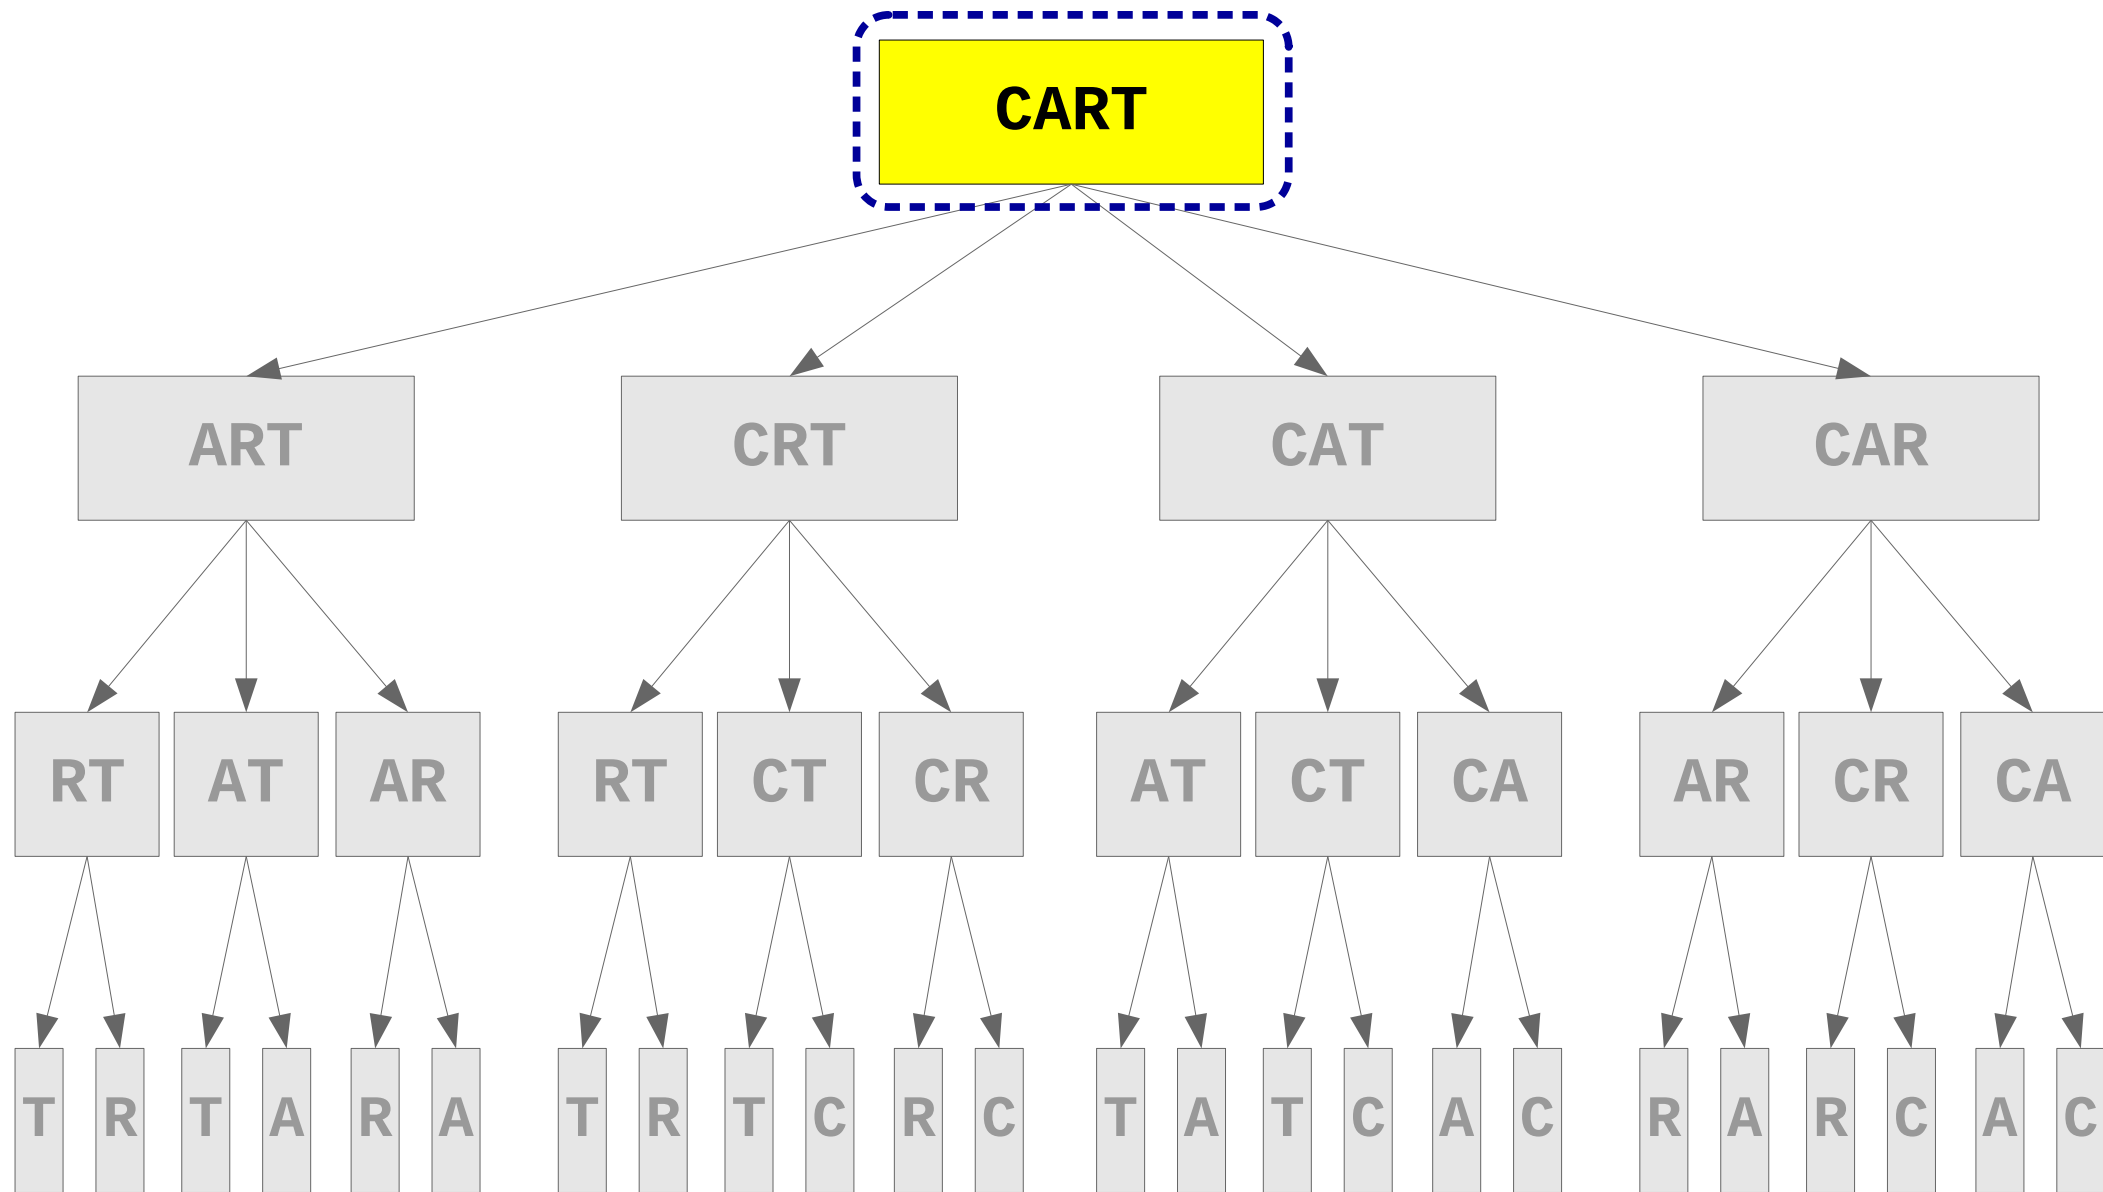 CART
ART CRT CAT CAR
RT AT AR RT CT CR AT CT CA AR CR CA
T R T A R A T R T C R C T A T C A C R A R C A C